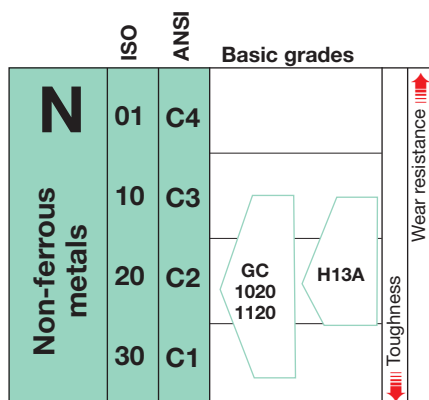 ISO
ANSI
Basic grades
N
Non-ferrous
metals
01
C4
10
C3
20
C2
30
C1
GC
1020
1120
H13A
Wear resistance
Toughness